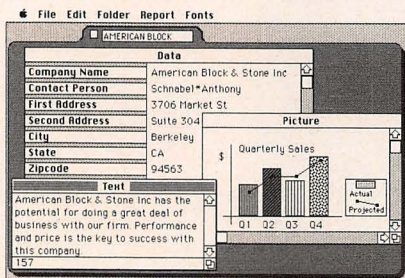 File Edit Folder Report Fonts
AMERICAN BLOCK
Data
Company Name American Block & Stone Inc
Contact Person Schnabel*Anthony
First Address 3706 Market St
Second Address Suite 304
City Berkeley
State CA
Zipcode 94563
Picture
Quarterly Sales
$
Actual
Projected
Q1 Q2 Q3 Q4
Text
American Block & Stone Inc has the
potential for doing a great deal of
business with our firm. Performance
and price is the key to success with
this company
157